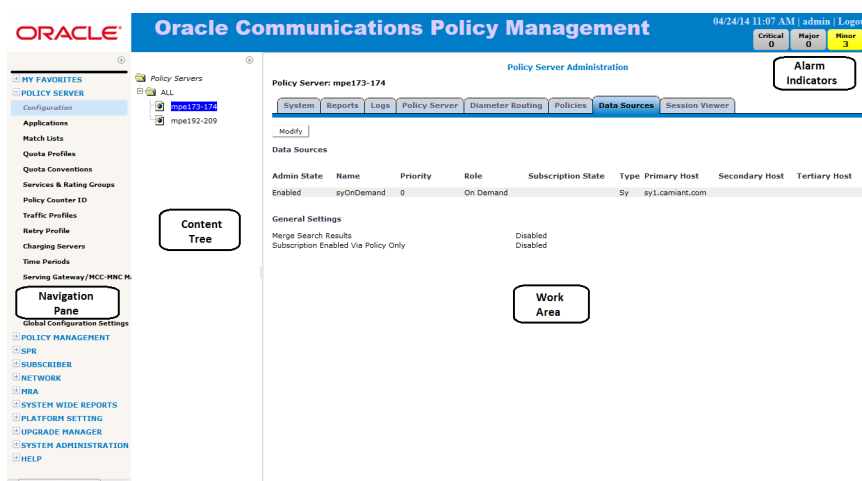 ORACLE®
Oracle Communications Policy Management
04/24/14 11:07 AM | admin | Logo
Critical 0
Major 0
Minor 3
Alarm Indicators
MY FAVORITES
POLICY SERVER
Configuration
Applications
Match Lists
Quota Profiles
Quota Conventions
Services & Rating Groups
Policy Counter ID
Traffic Profiles
Retry Profile
Charging Servers
Time Periods
Serving Gateway/MCC-MNC M
Navigation Pane
Global Configuration Settings
POLICY MANAGEMENT
SPR
SUBSCRIBER
NETWORK
MRA
SYSTEM WIDE REPORTS
PLATFORM SETTING
UPGRADE MANAGER
SYSTEM ADMINISTRATION
HELP
Policy Servers
ALL
mpe173-174
mpe192-209
Content Tree
Policy Server Administration
Policy Server: mpe173-174
System Reports Logs Policy Server Diameter Routing Policies Data Sources Session Viewer
Modify
Data Sources
Admin State Name Priority Role Subscription State Type Primary Host Secondary Host Tertiary Host
Enabled syOnDemand 0 On Demand Sy sy1.camiant.com
General Settings
Merge Search Results Disabled
Subscription Enabled Via Policy Only Disabled
Work Area